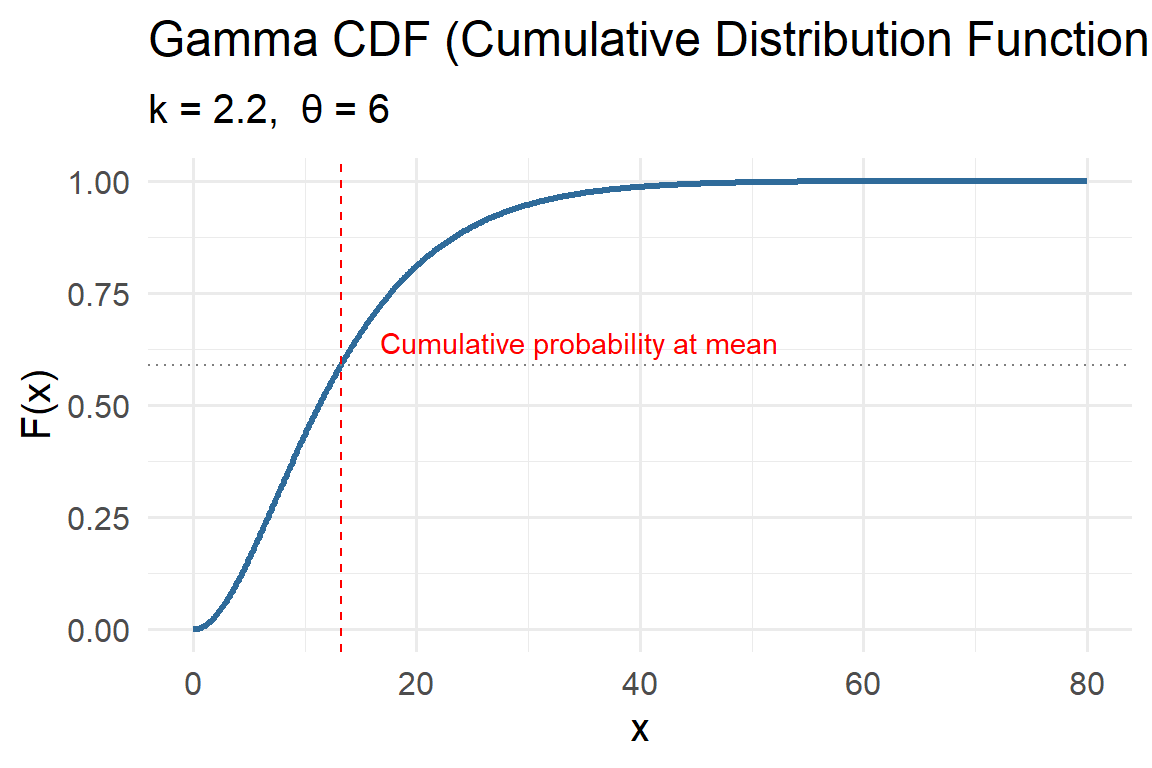 Gamma CDF (Cumulative Distribution Function
k = 2.2,  θ = 6
1.00
0.75
Cumulative probability at mean
0.50
F(x)
0.25
0.00
0 20 40 60 80
x